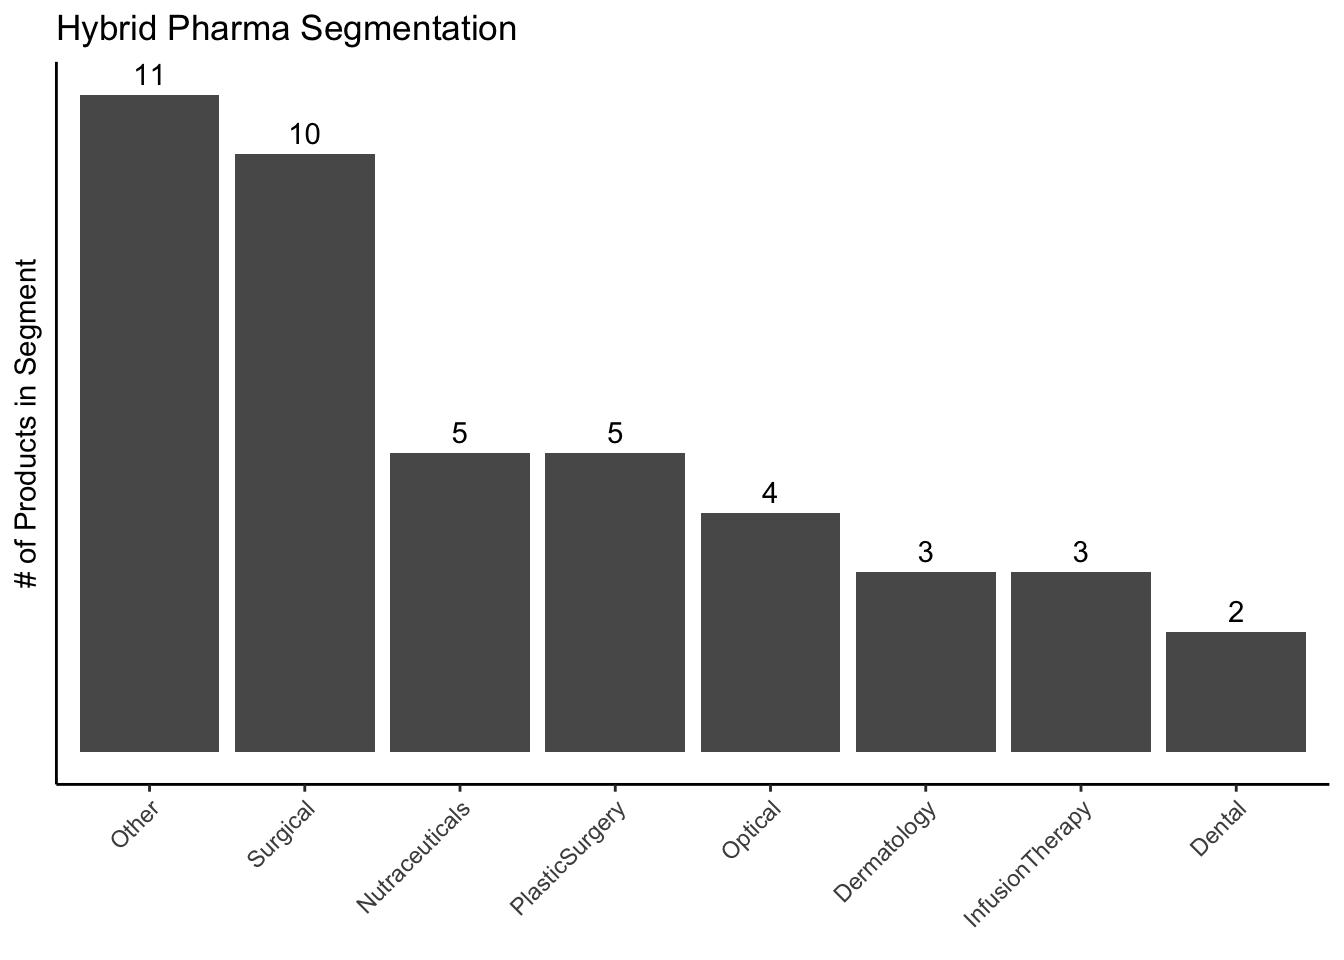 Hybrid Pharma Segmentation
# of Products in Segment
11
10
5
5
4
3
3
2
Other
Surgical
Nutraceuticals
PlasticSurgery
Optical
Dermatology
InfusionTherapy
Dental